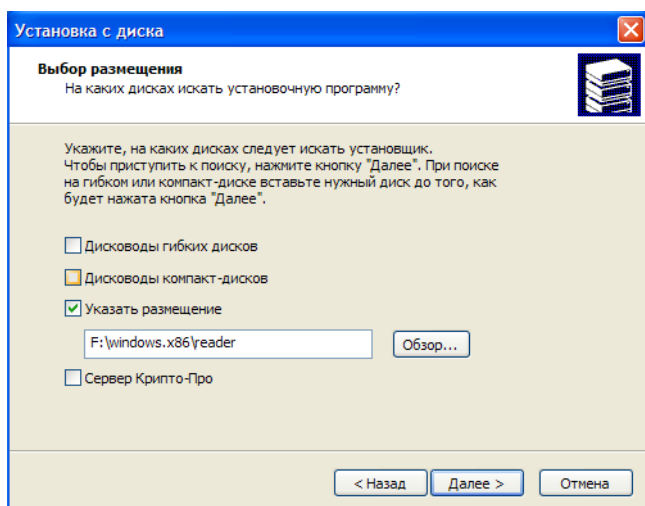 Установка с диска
Выбор размещения
На каких дисках искать установочную программу?
Укажите, на каких дисках следует искать установщик.
Чтобы приступить к поиску, нажмите кнопку "Далее". При поиске
на гибком или компакт-диске вставьте нужный диск до того, как
будет нажата кнопка "Далее".
Дисководы гибких дисков
Дисководы компакт-дисков
Указать размещение
F:\windows.x86\reader
Обзор...
Сервер Крипто-Про
< Назад
Далее >
Отмена